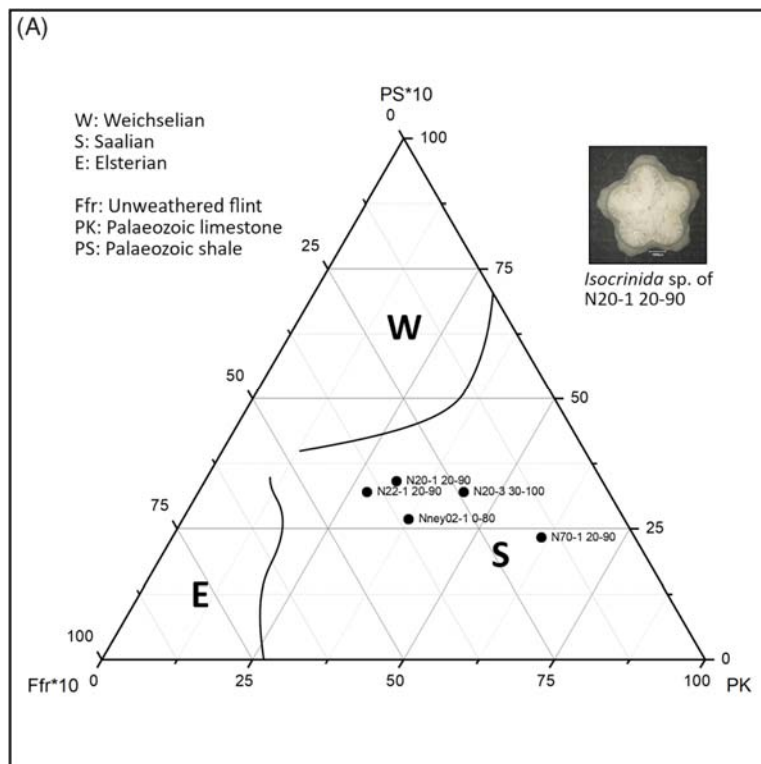 (A)
PS*10
W: Weichselian
S: Saalian
E: Elsterian
Ffr: Unweathered flint
PK: Palaeozoic limestone
PS: Palaeozoic shale
0
100
25
75
Isocrinida sp. of
N20-1 20-90
W
50
50
N20-1 20-90
N22-1 20-90
N20-3 30-100
75
Nney02-1 0-80
25
N70-1 20-90
S
E
100
0
0
25
50
75
100
Ffr*10
PK